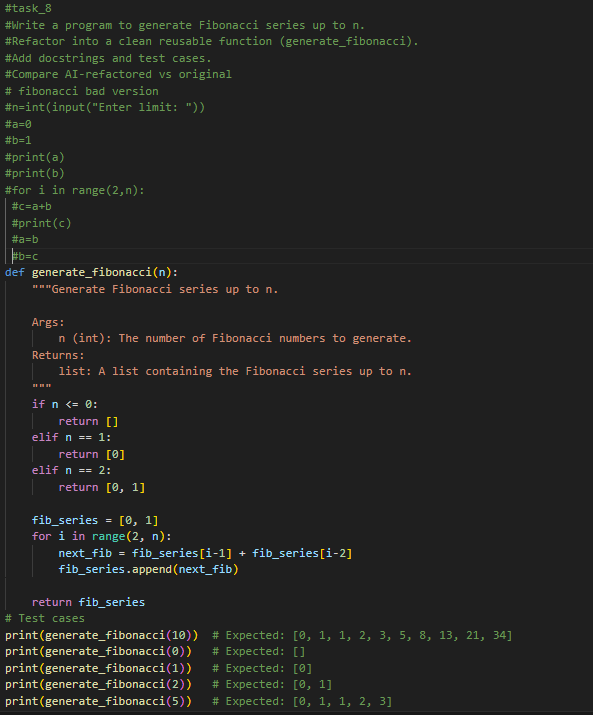 #task_8
#Write a program to generate Fibonacci series up to n.
#Refactor into a clean reusable function (generate_fibonacci).
#Add docstrings and test cases.
#Compare AI-refactored vs original
# fibonacci bad version
#n=int(input("Enter limit: "))
#a=0
#b=1
#print(a)
#print(b)
#for i in range(2,n):
 #c=a+b
 #print(c)
 #a=b
 #b=c
def generate_fibonacci(n):
    """Generate Fibonacci series up to n.

    Args:
        n (int): The number of Fibonacci numbers to generate.
    Returns:
        list: A list containing the Fibonacci series up to n.
    """
    if n <= 0:
        return []
    elif n == 1:
        return [0]
    elif n == 2:
        return [0, 1]

    fib_series = [0, 1]
    for i in range(2, n):
        next_fib = fib_series[i-1] + fib_series[i-2]
        fib_series.append(next_fib)

    return fib_series
# Test cases
print(generate_fibonacci(10))  # Expected: [0, 1, 1, 2, 3, 5, 8, 13, 21, 34]
print(generate_fibonacci(0))   # Expected: []
print(generate_fibonacci(1))   # Expected: [0]
print(generate_fibonacci(2))   # Expected: [0, 1]
print(generate_fibonacci(5))   # Expected: [0, 1, 1, 2, 3]